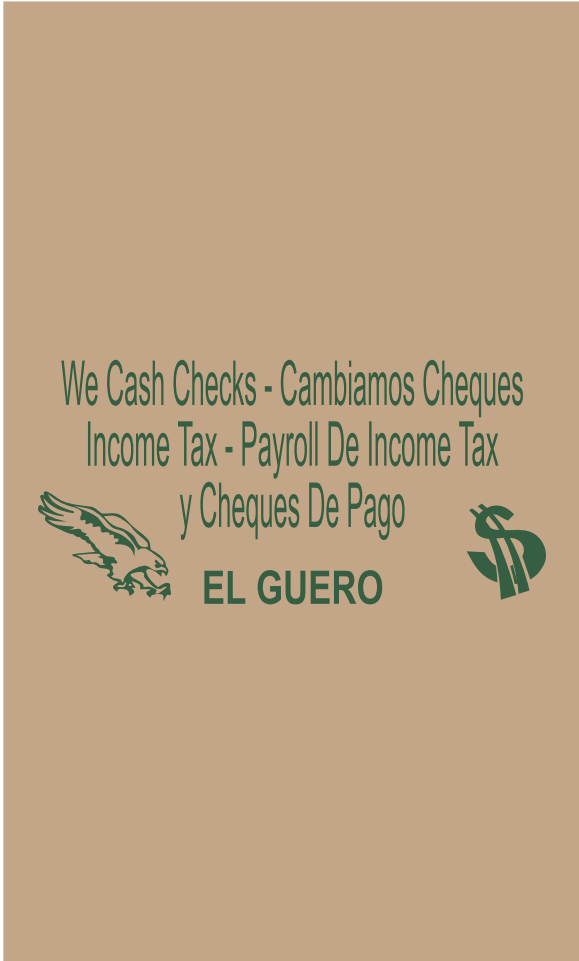 We Cash Checks - Cambiamos Cheques
Income Tax - Payroll De Income Tax
y Cheques De Pago
EL GUERO